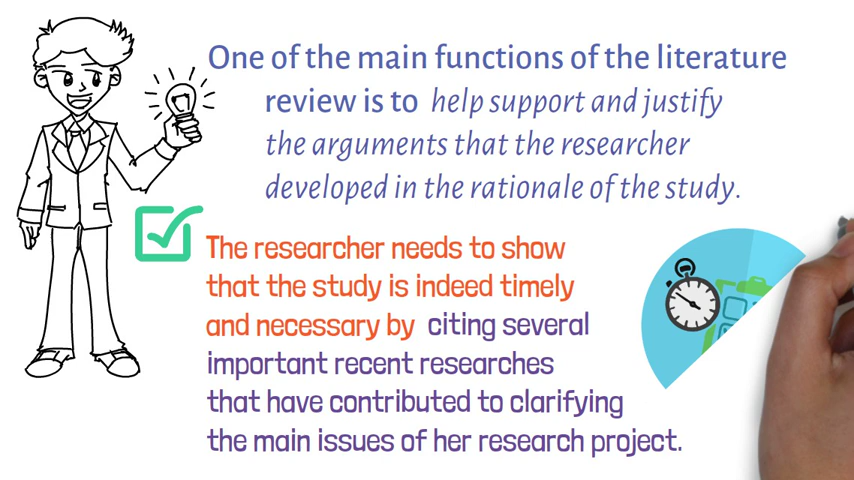 One of the main functions of the literature
review is to help support and justify
the arguments that the researcher
developed in the rationale of the study.
The researcher needs to show
that the study is indeed timely
and necessary by citing several
important recent researches
that have contributed to clarifying
the main issues of her research project.